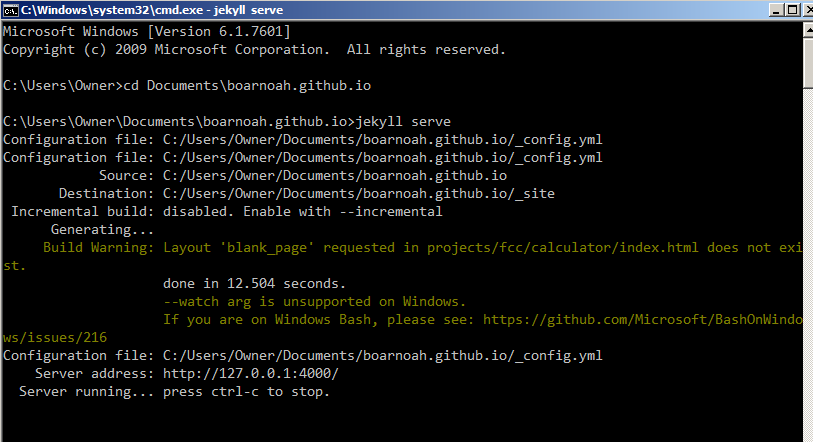 C:\Windows\system32\cmd.exe - jekyll serve
Microsoft Windows [Version 6.1.7601]
Copyright (c) 2009 Microsoft Corporation.  All rights reserved.
C:\Users\Owner>cd Documents\boarnoah.github.io
C:\Users\Owner\Documents\boarnoah.github.io>jekyll serve
Configuration file: C:/Users/Owner/Documents/boarnoah.github.io/_config.yml
Configuration file: C:/Users/Owner/Documents/boarnoah.github.io/_config.yml
Source: C:/Users/Owner/Documents/boarnoah.github.io
Destination: C:/Users/Owner/Documents/boarnoah.github.io/_site
Incremental build: disabled. Enable with --incremental
Generating...
Build Warning: Layout 'blank_page' requested in projects/fcc/calculator/index.html does not exi
st.
done in 12.504 seconds.
--watch arg is unsupported on Windows.
If you are on Windows Bash, please see: https://github.com/Microsoft/BashOnWindo
ws/issues/216
Configuration file: C:/Users/Owner/Documents/boarnoah.github.io/_config.yml
Server address: http://127.0.0.1:4000/
Server running... press ctrl-c to stop.